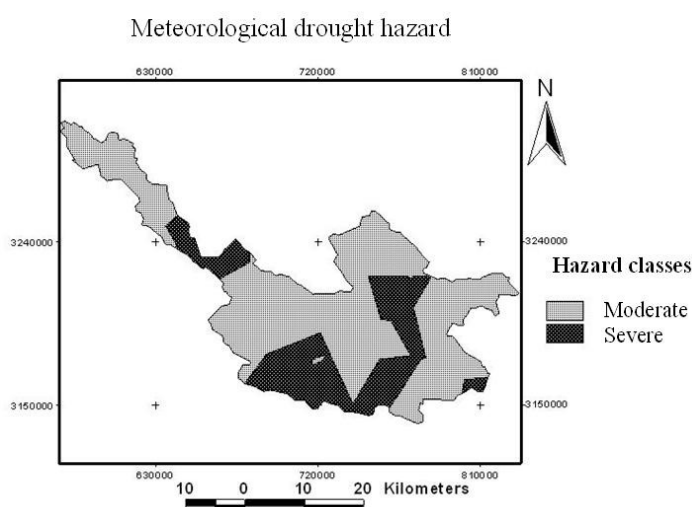 Meteorological drought hazard
630000 720000 810000
N
3240000 3240000
Hazard classes
Moderate
Severe
3150000 3150000
630000 720000 810000
10 0 10 20 Kilometers